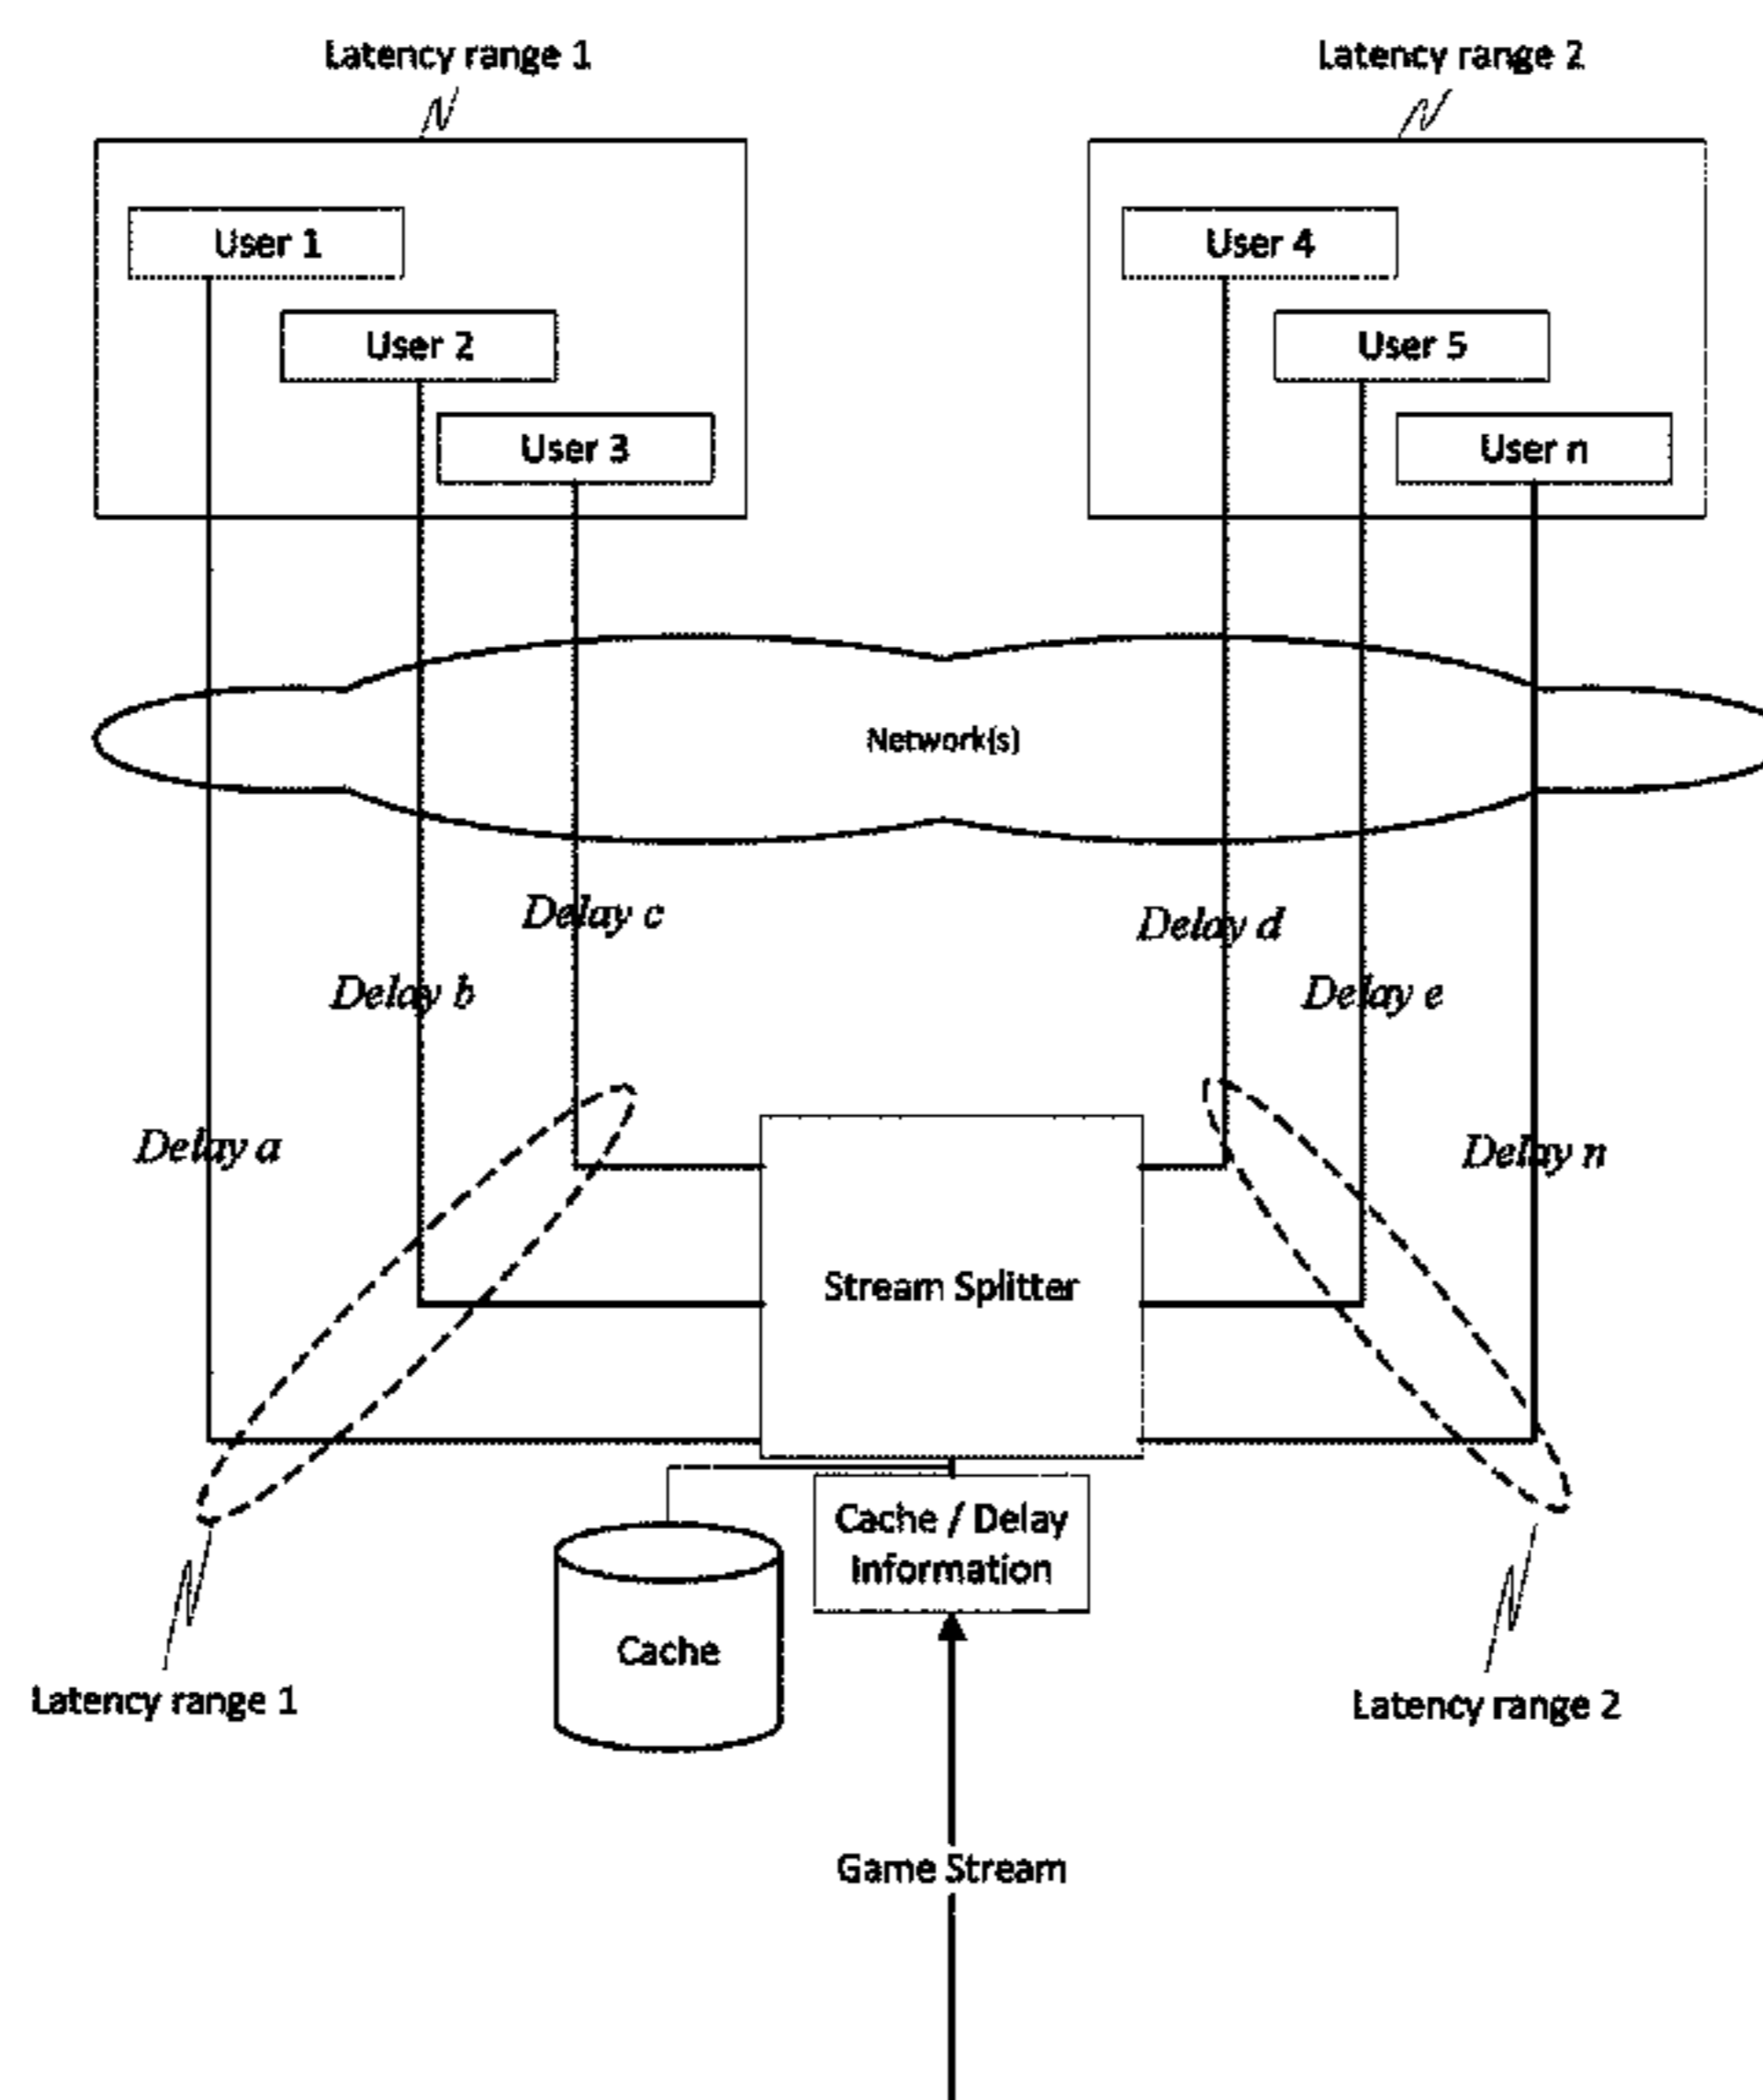 Latency range 1
Latency range 2
User 1
User 4
User 2
User 5
User 3
User n
Network(s)
Delay c
Delay d
Delay b
Delay e
Delay a
Delay n
Stream Splitter
Cache / Delay
Information
Cache
Latency range 1
Latency range 2
Game Stream